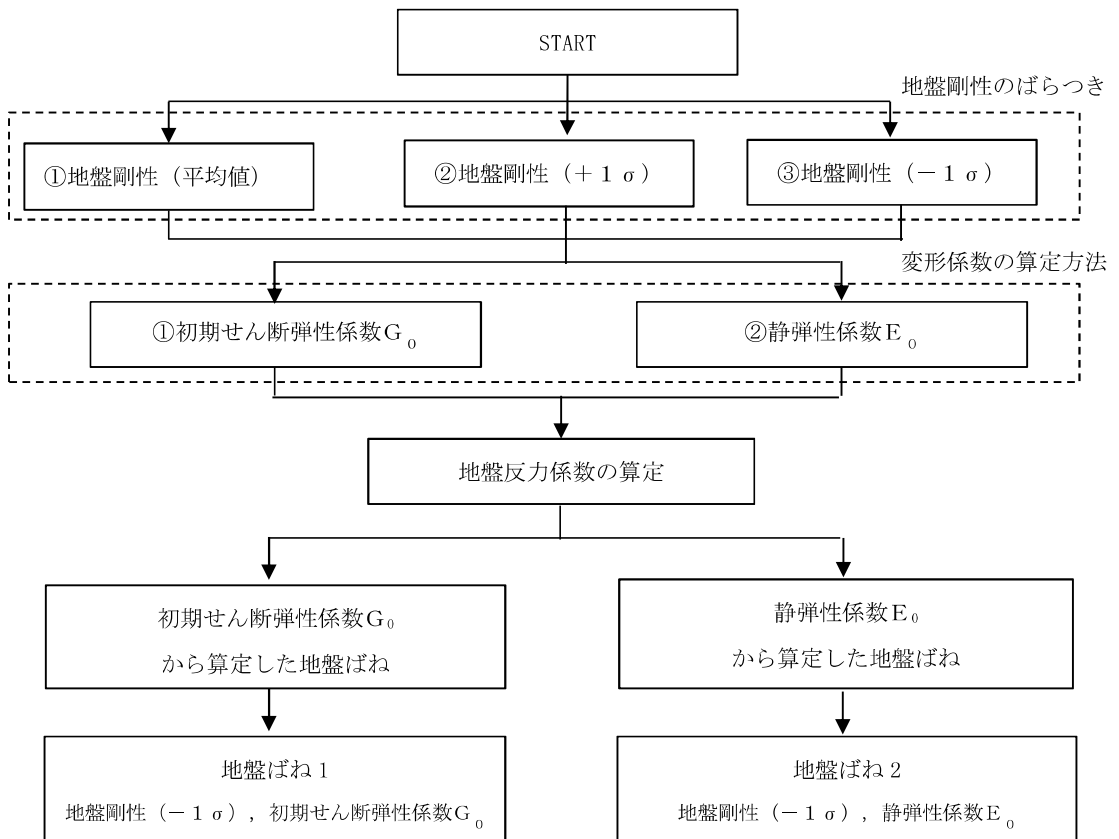 START
地盤剛性のばらつき
①地盤剛性（平均値）
②地盤剛性（＋１σ）
③地盤剛性（－１σ）
変形係数の算定方法
①初期せん断弾性係数Ｇ₀
②静弾性係数Ｅ₀
地盤反力係数の算定
初期せん断弾性係数Ｇ₀
から算定した地盤ばね
静弾性係数Ｅ₀
から算定した地盤ばね
地盤ばね１
地盤剛性（－１σ），初期せん断弾性係数Ｇ₀
地盤ばね２
地盤剛性（－１σ），静弾性係数Ｅ₀